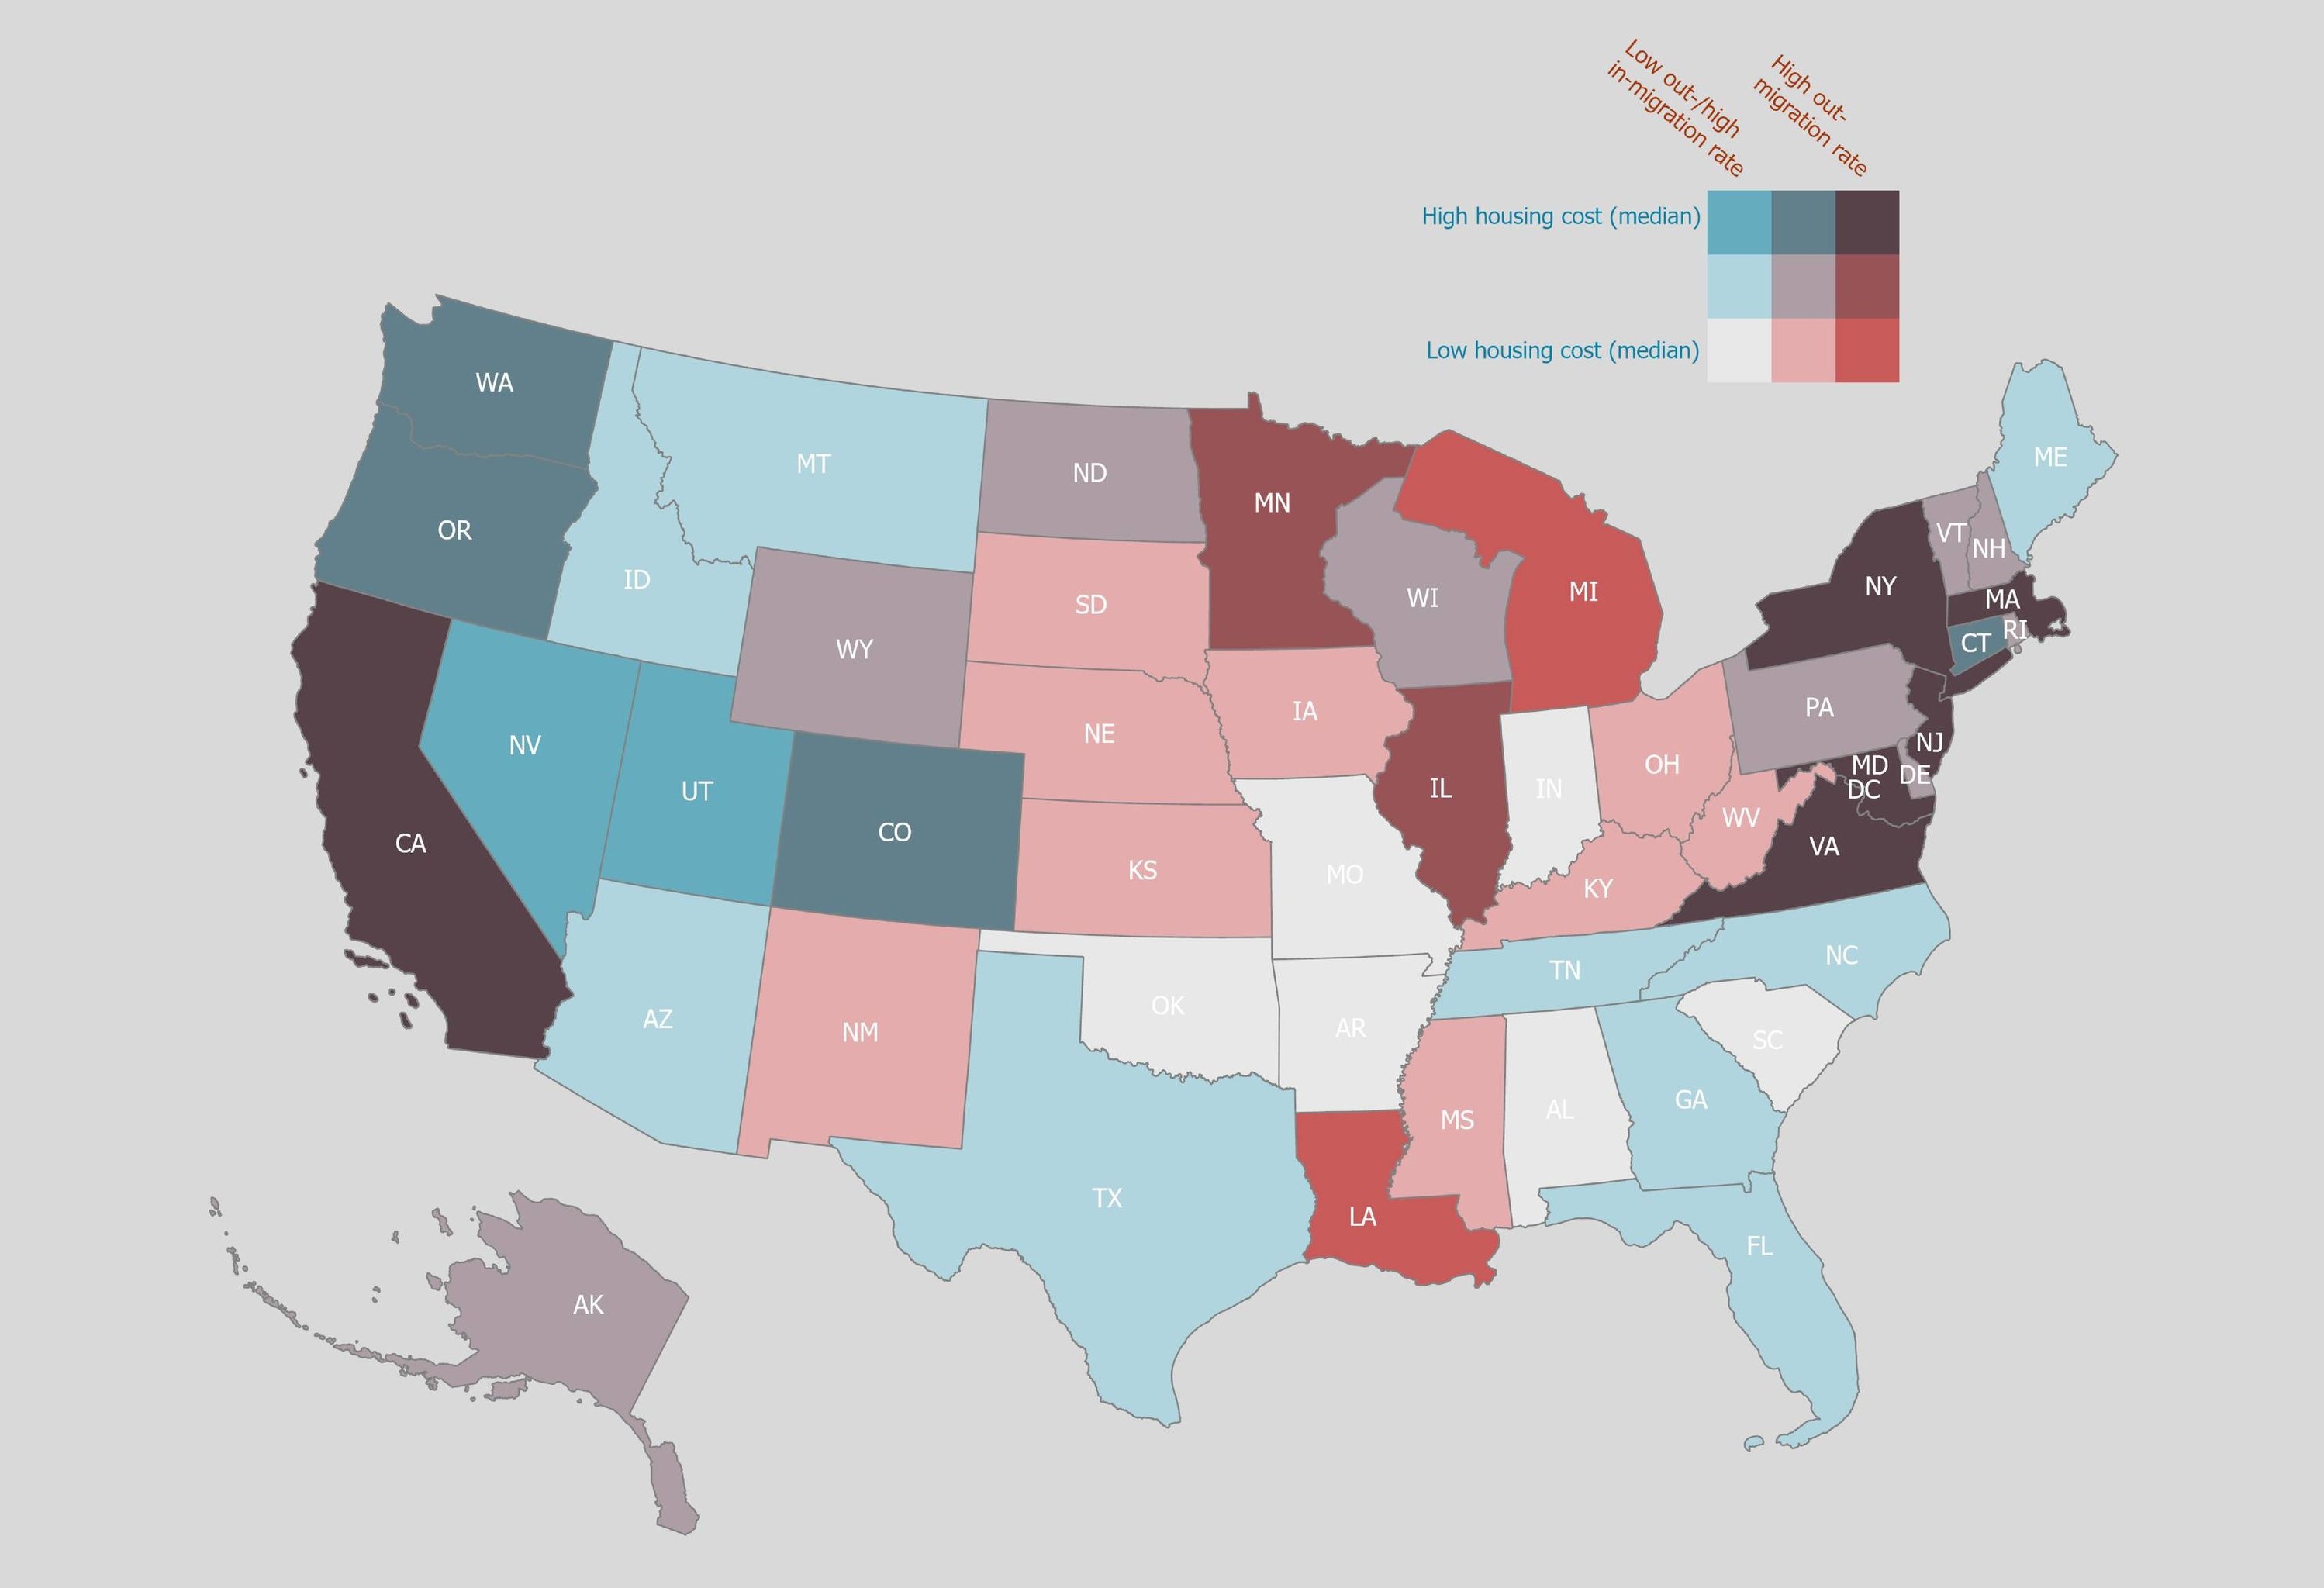 Low out-/high
in-migration rate
High out-
migration rate
High housing cost (median)
Low housing cost (median)
WA
MT
ND
MN
ME
OR
ID
SD
WI
MI
VT
NH
NY
MA
WY
RI
CT
IA
PA
NV
NE
NJ
UT
OH
MD
DE
IL
IN
DC
CO
WV
CA
VA
KS
MO
KY
NC
TN
AZ
OK
NM
AR
SC
GA
MS
AL
TX
LA
FL
AK